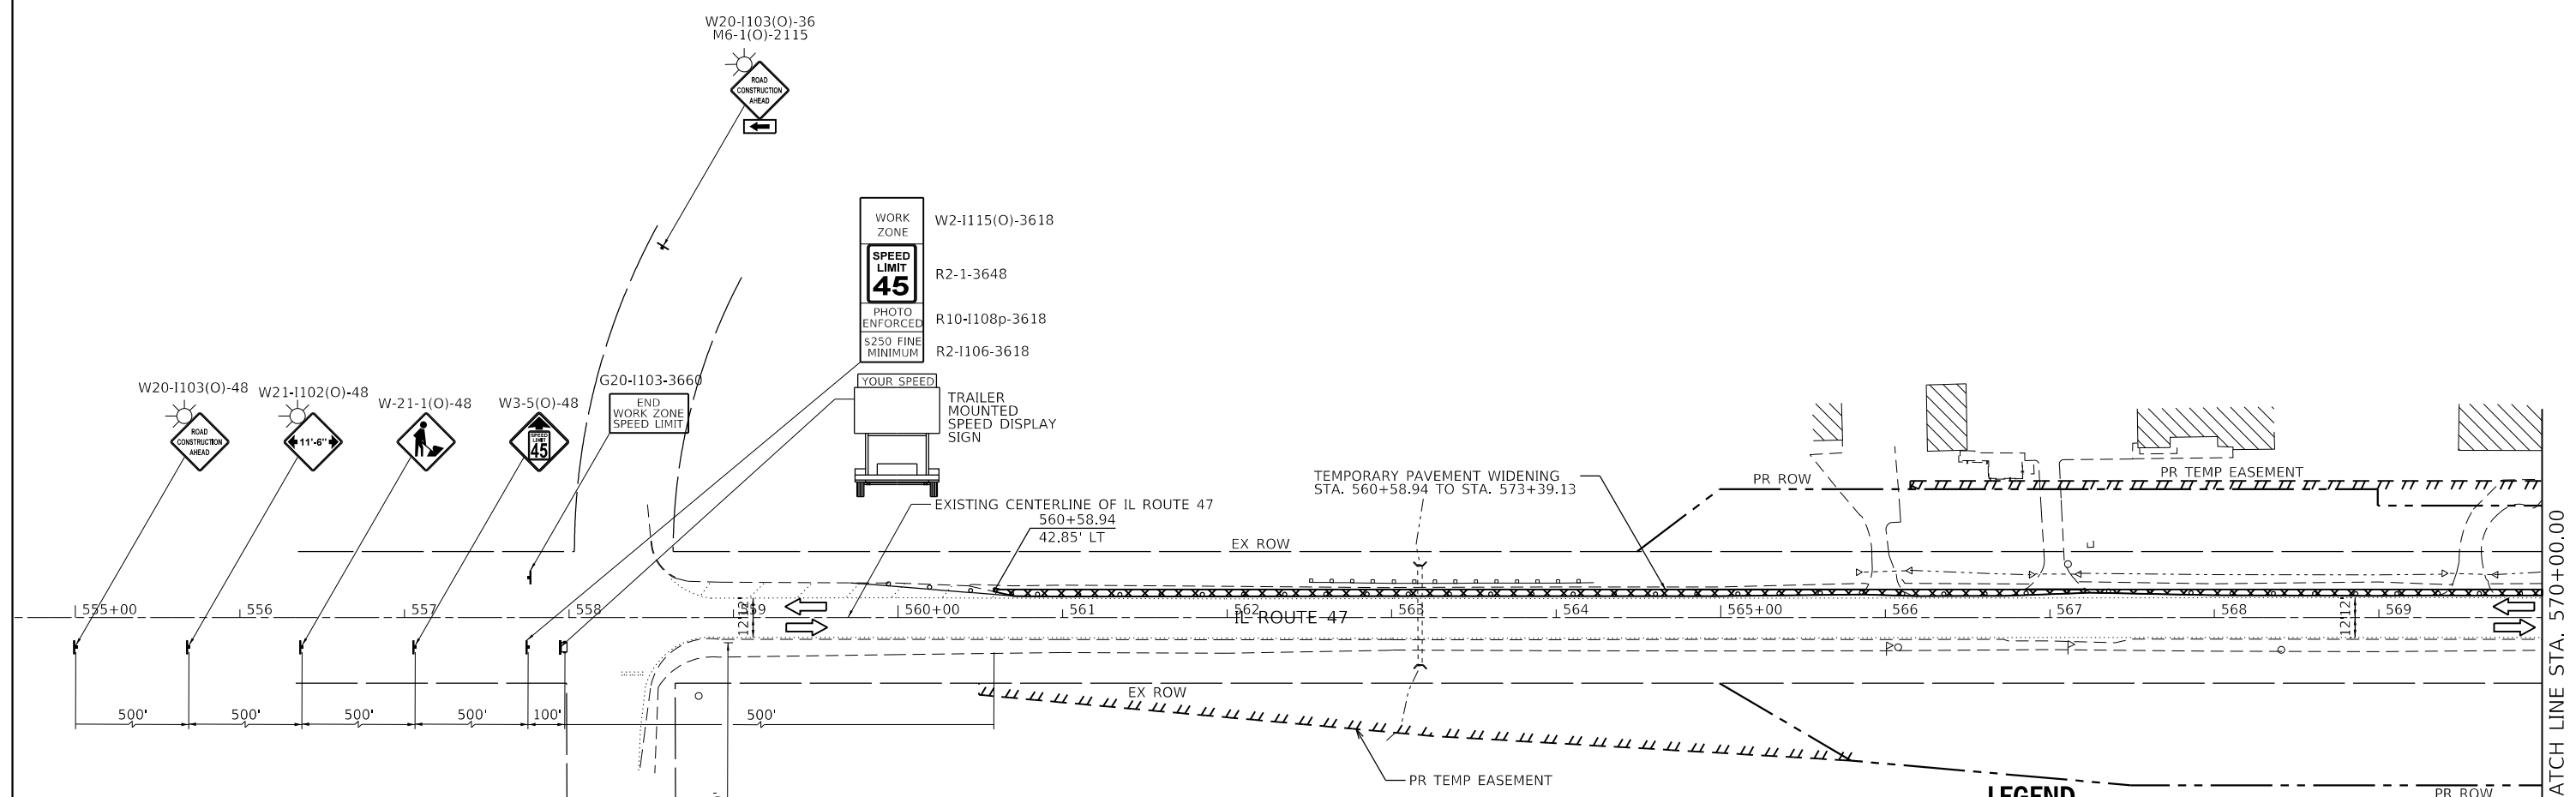 W20-I103(O)-36
M6-1(O)-2115
ROAD
CONSTRUCTION
AHEAD
WORK
ZONE
W2-I115(O)-3618
SPEED
LIMIT
45
R2-1-3648
PHOTO
ENFORCED
R10-I108p-3618
$250 FINE
MINIMUM
R2-I106-3618
W20-I103(O)-48
ROAD
CONSTRUCTION
AHEAD
W21-I102(O)-48
11'-6"
W-21-1(O)-48
W3-5(O)-48
SPEED
LIMIT
45
G20-I103-3660
END
WORK ZONE
SPEED LIMIT
YOUR SPEED
TRAILER
MOUNTED
SPEED DISPLAY
SIGN
EXISTING CENTERLINE OF IL ROUTE 47
560+58.94
42.85' LT
TEMPORARY PAVEMENT WIDENING
STA. 560+58.94 TO STA. 573+39.13
PR ROW
PR TEMP EASEMENT
EX ROW
555+00
556
557
558
559
560+00
561
562
563
564
565+00
566
567
568
569
12'
12'
IL ROUTE 47
12'
12'
EX ROW
500'
500'
500'
500'
100'
500'
PR TEMP EASEMENT
LEGEND
PR ROW
ATCH LINE STA. 570+00.00